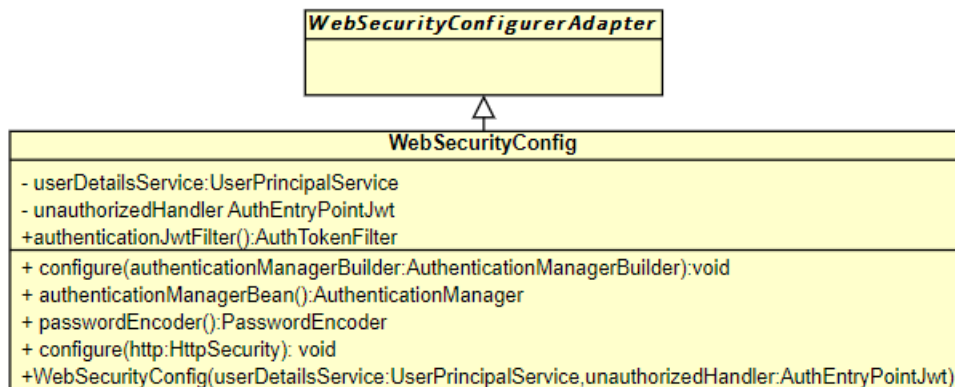 WebSecurityConfigurerAdapter
WebSecurityConfig
- userDetailsService:UserPrincipalService
- unauthorizedHandler AuthEntryPointJwt
+authenticationJwtFilter():AuthTokenFilter
+ configure(authenticationManagerBuilder:AuthenticationManagerBuilder):void
+ authenticationManagerBean():AuthenticationManager
+ passwordEncoder():PasswordEncoder
+ configure(http:HttpSecurity): void
+WebSecurityConfig(userDetailsService:UserPrincipalService,unauthorizedHandler:AuthEntryPointJwt)